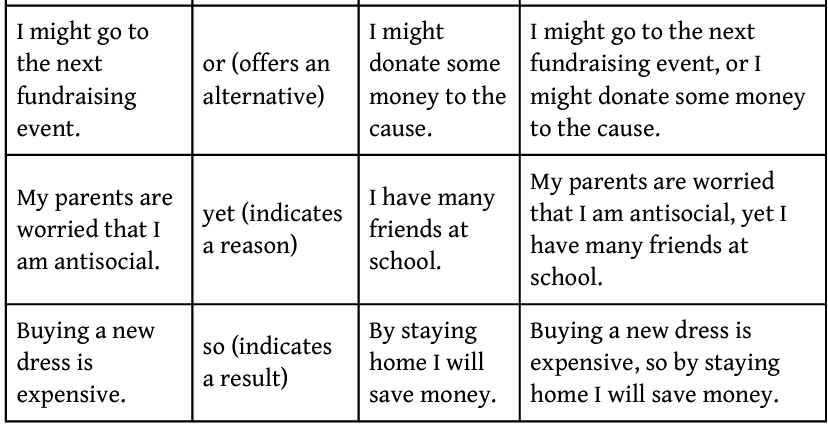 I might go to
the next
fundraising
event.
or (offers an
alternative)
I might
donate some
money to the
cause.
I might go to the next
fundraising event, or I
might donate some money
to the cause.
My parents are
worried that I
am antisocial.
yet (indicates
a reason)
I have many
friends at
school.
My parents are worried
that I am antisocial, yet I
have many friends at
school.
Buying a new
dress is
expensive.
so (indicates
a result)
By staying
home I will
save money.
Buying a new dress is
expensive, so by staying
home I will save money.